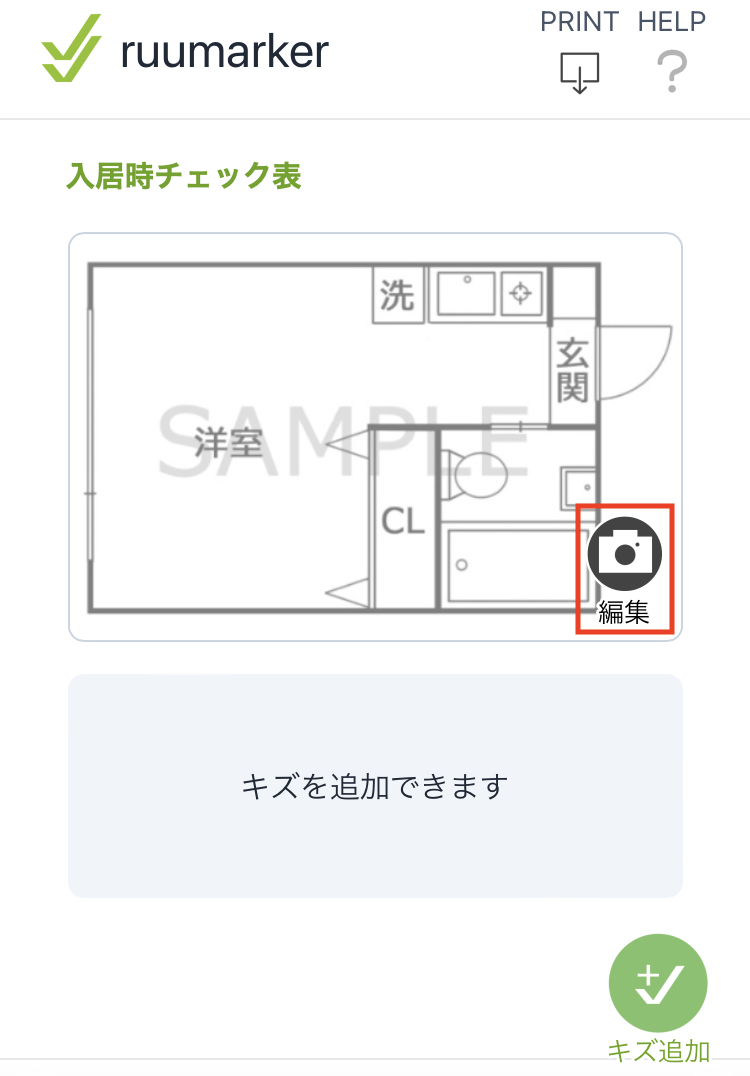 PRINT HELP
ruumarker
入居時チェック表
洗
玄
関
SAMPLE
洋室
CL
編集
キズを追加できます
キズ追加